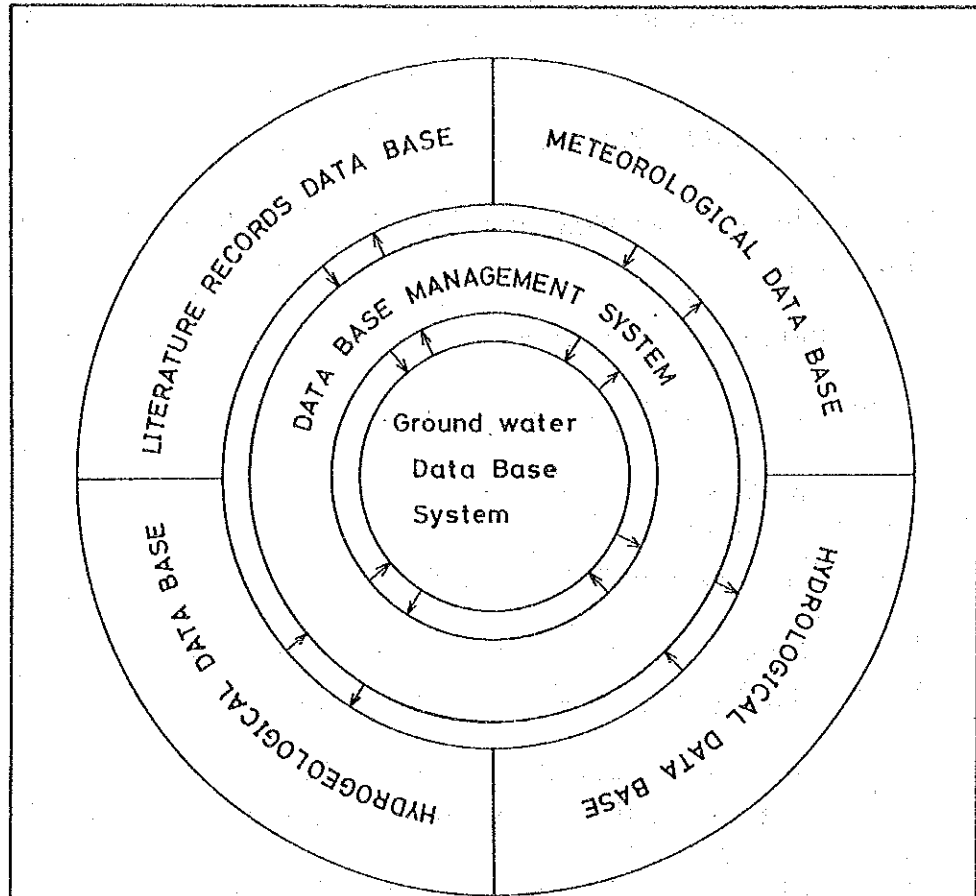 LITERATURE RECORDS DATA BASE
METEOROLOGICAL DATA BASE
DATA BASE MANAGEMENT SYSTEM
Ground water
Data Base
System
HYDROGEOLOGICAL DATA BASE
HYDROLOGICAL DATA BASE